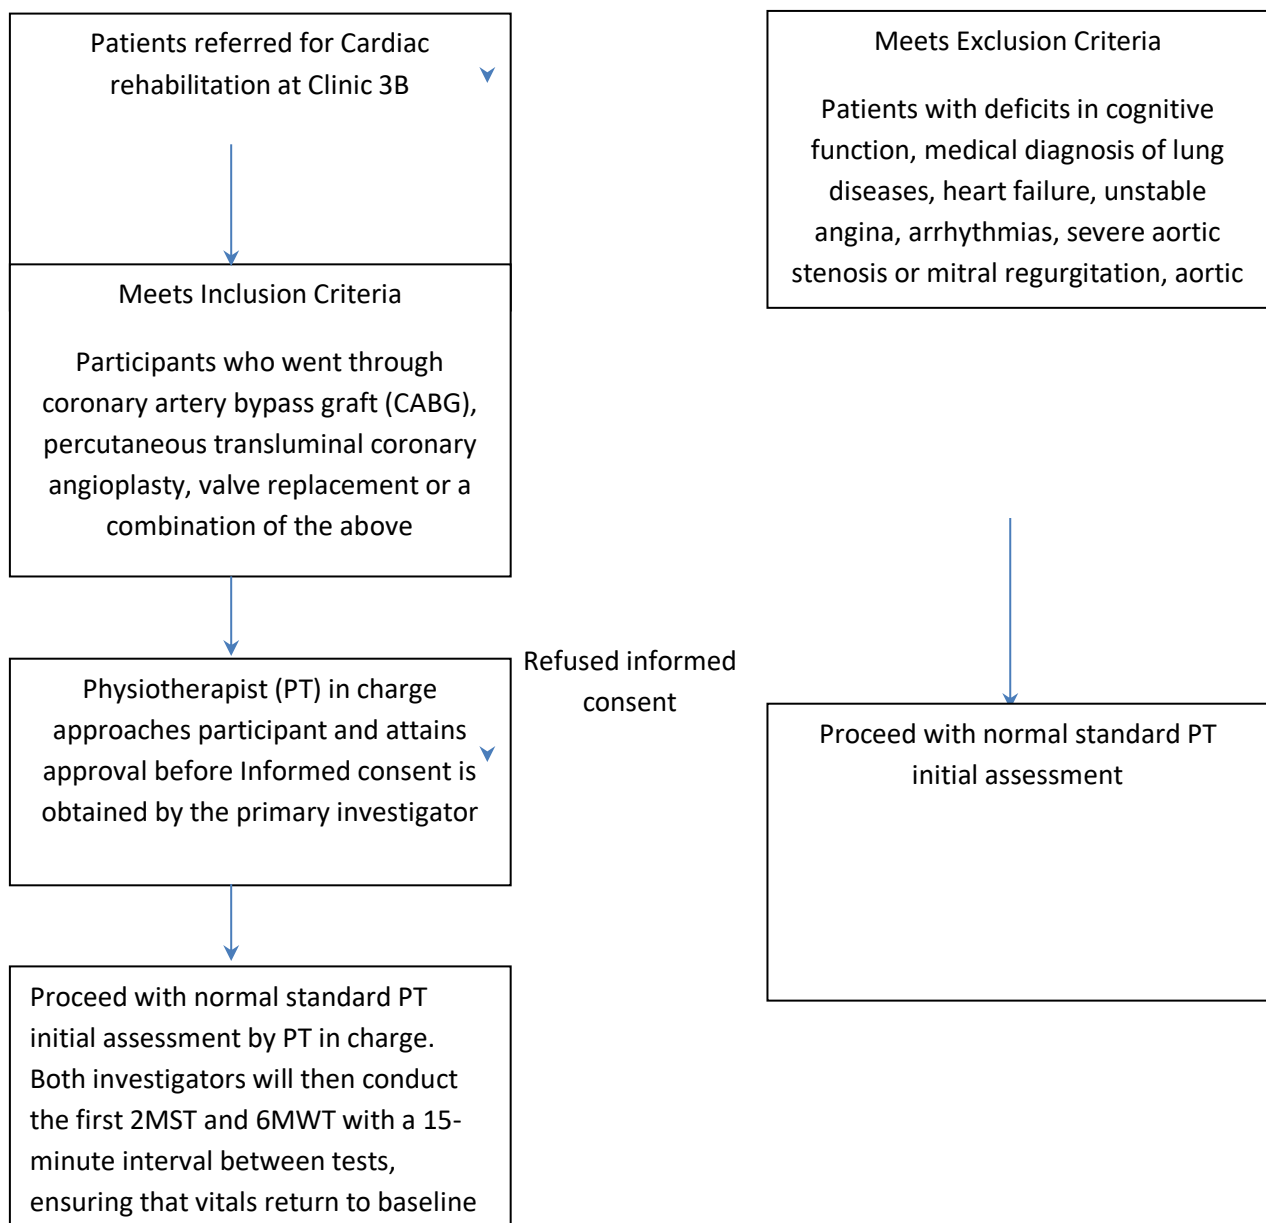 Patients referred for Cardiac
rehabilitation at Clinic 3B
Meets Exclusion Criteria
Patients with deficits in cognitive
function, medical diagnosis of lung
diseases, heart failure, unstable
angina, arrhythmias, severe aortic
stenosis or mitral regurgitation, aortic
Meets Inclusion Criteria
Participants who went through
coronary artery bypass graft (CABG),
percutaneous transluminal coronary
angioplasty, valve replacement or a
combination of the above
Physiotherapist (PT) in charge
approaches participant and attains
approval before Informed consent is
obtained by the primary investigator
Refused informed
consent
Proceed with normal standard PT
initial assessment
Proceed with normal standard PT
initial assessment by PT in charge.
Both investigators will then conduct
the first 2MST and 6MWT with a 15-
minute interval between tests,
ensuring that vitals return to baseline